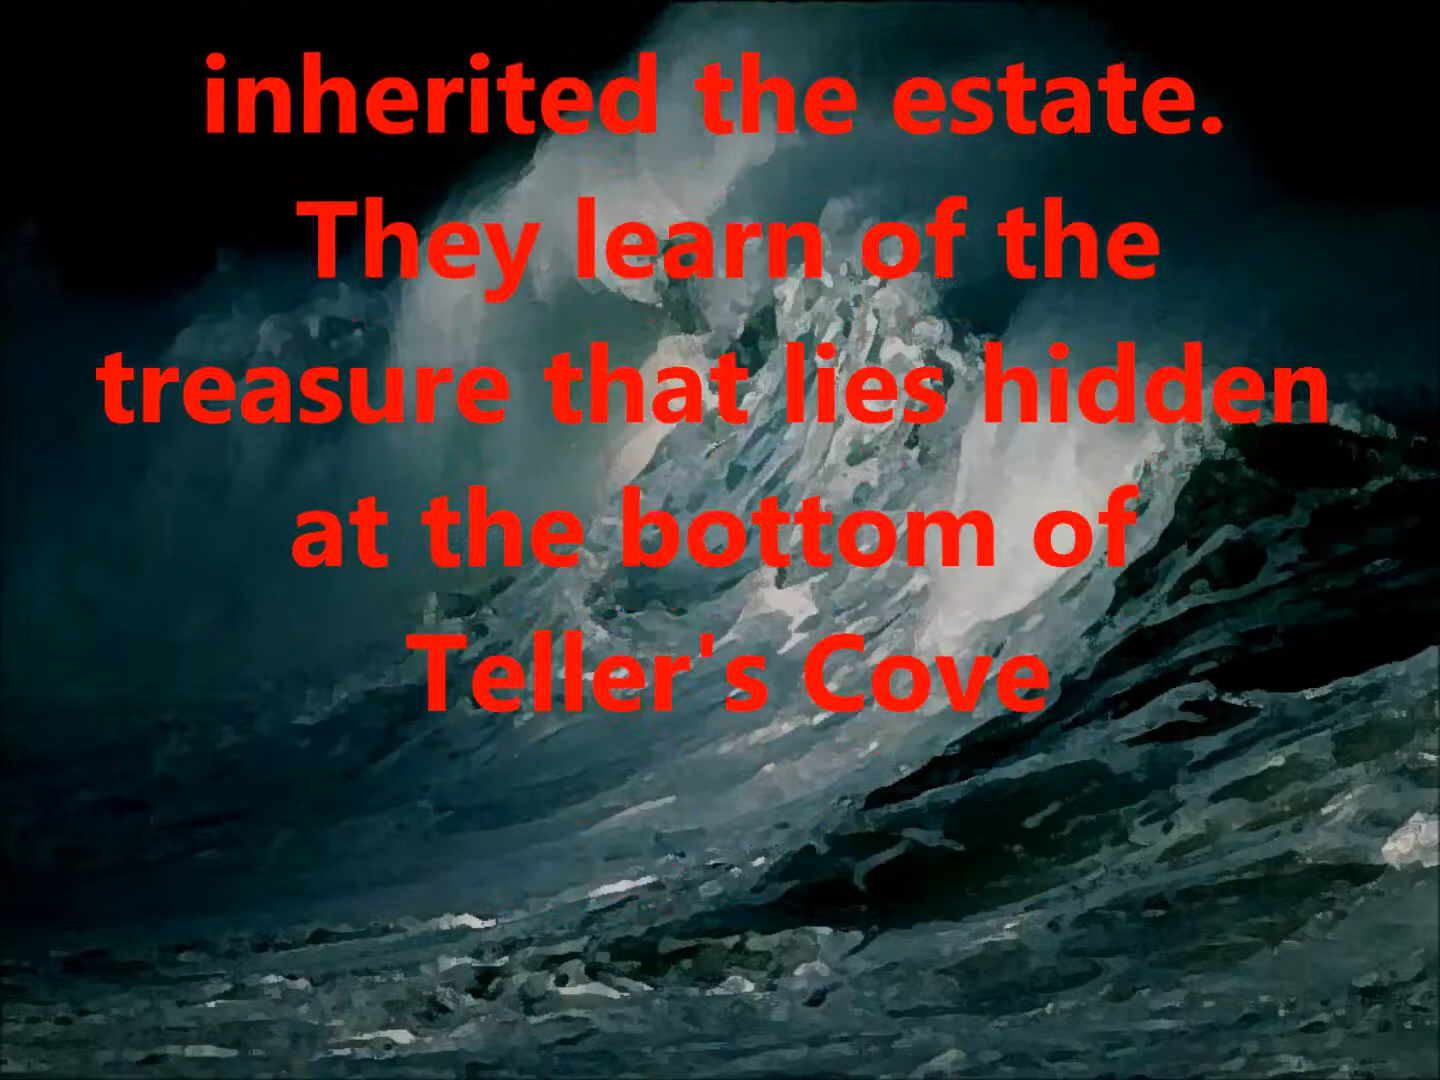 inherited the estate.
They learn of the
treasure that lies hidden
at the bottom of
Teller's Cove